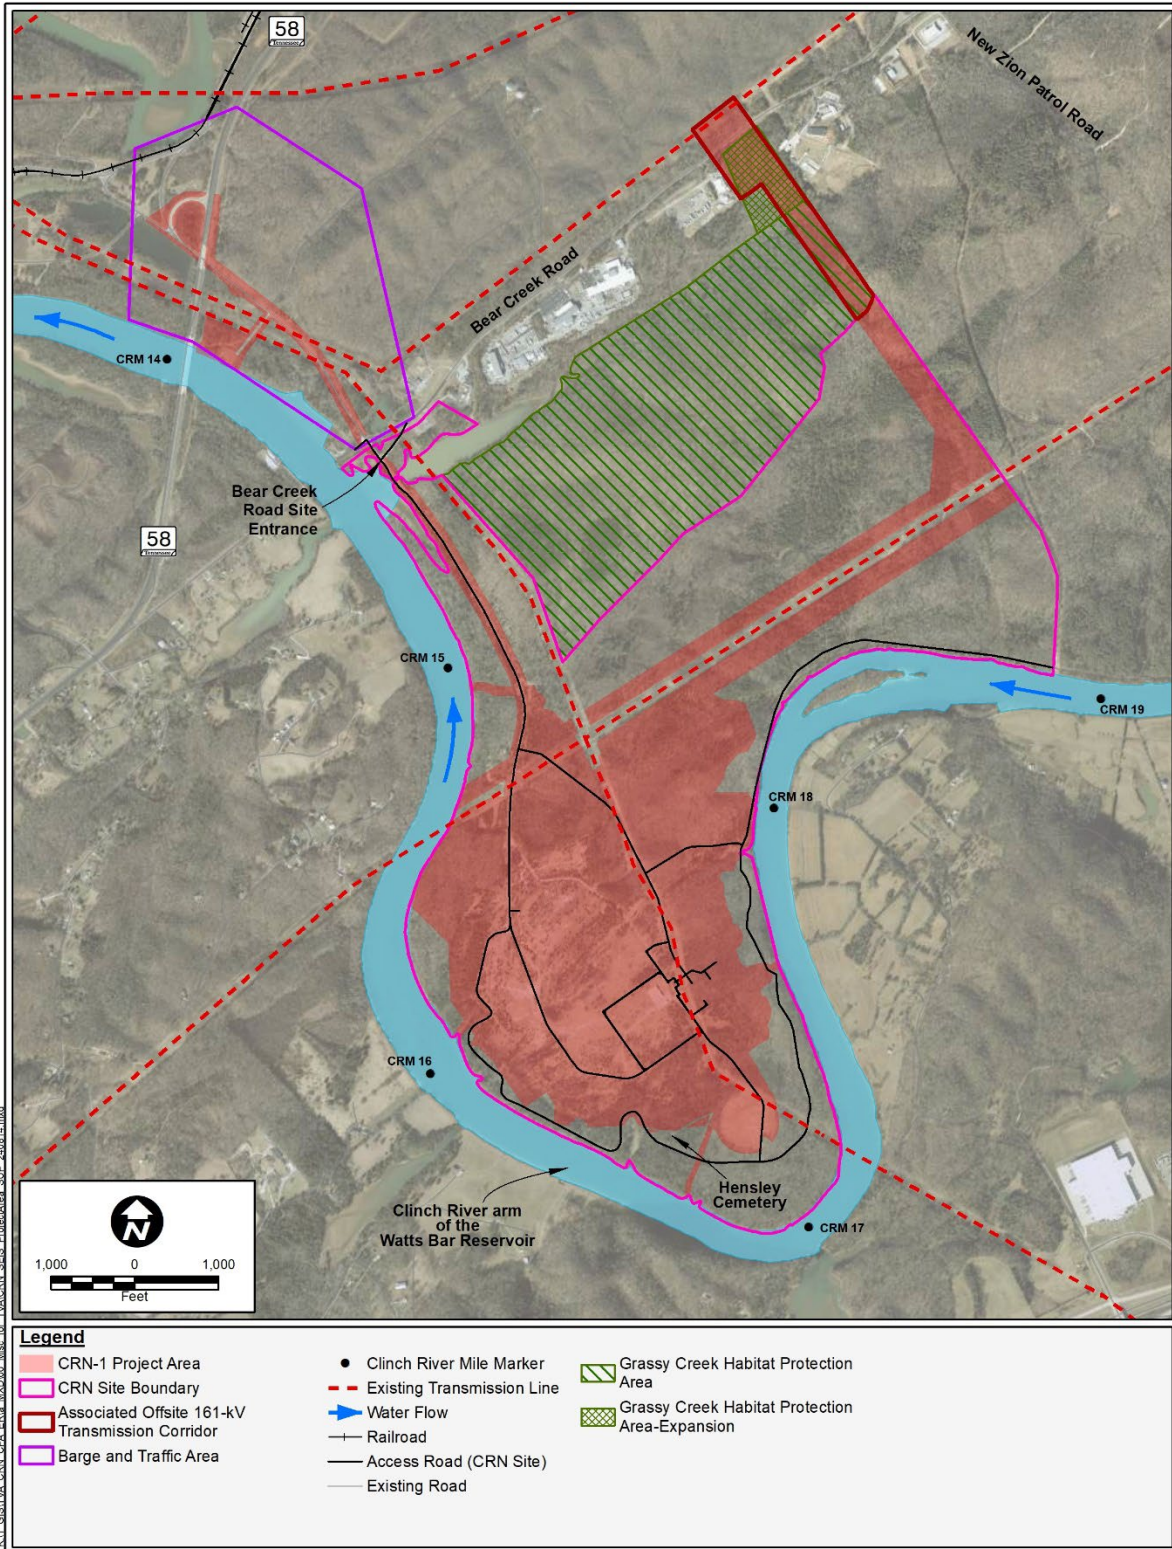 58
Tennessee
New Zion Patrol Road
Bear Creek Road
CRM 14
Bear Creek
Road Site
Entrance
58
Tennessee
CRM 15
CRM 19
CRM 18
CRM 16
Clinch River arm
of the
Watts Bar Reservoir
Hensley
Cemetery
CRM 17
N
1,000 0 1,000
Feet
Legend
CRN-1 Project Area
CRN Site Boundary
Associated Offsite 161-kV
Transmission Corridor
Barge and Traffic Area
Clinch River Mile Marker
Existing Transmission Line
Water Flow
Railroad
Access Road (CRN Site)
Existing Road
Grassy Creek Habitat Protection
Area
Grassy Creek Habitat Protection
Area-Expansion